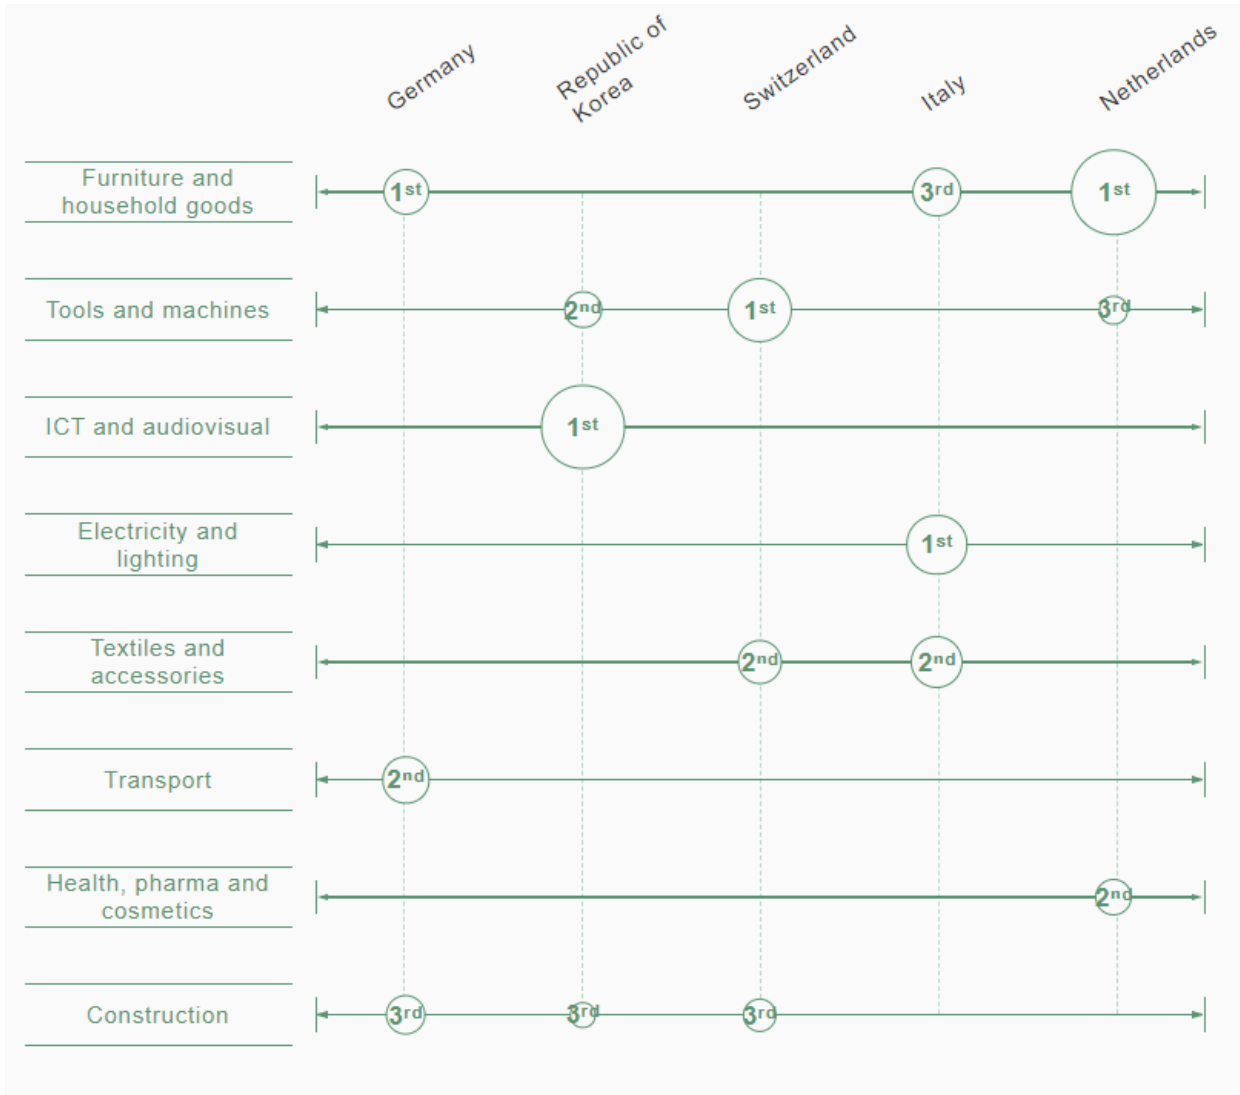 Germany
Republic of
Korea
Switzerland
Italy
Netherlands
Furniture and
household goods
1st
3rd
1st
Tools and machines
2nd
1st
3rd
ICT and audiovisual
1st
Electricity and
lighting
1st
Textiles and
accessories
2nd
2nd
Transport
2nd
Health, pharma and
cosmetics
2nd
Construction
3rd
3rd
3rd